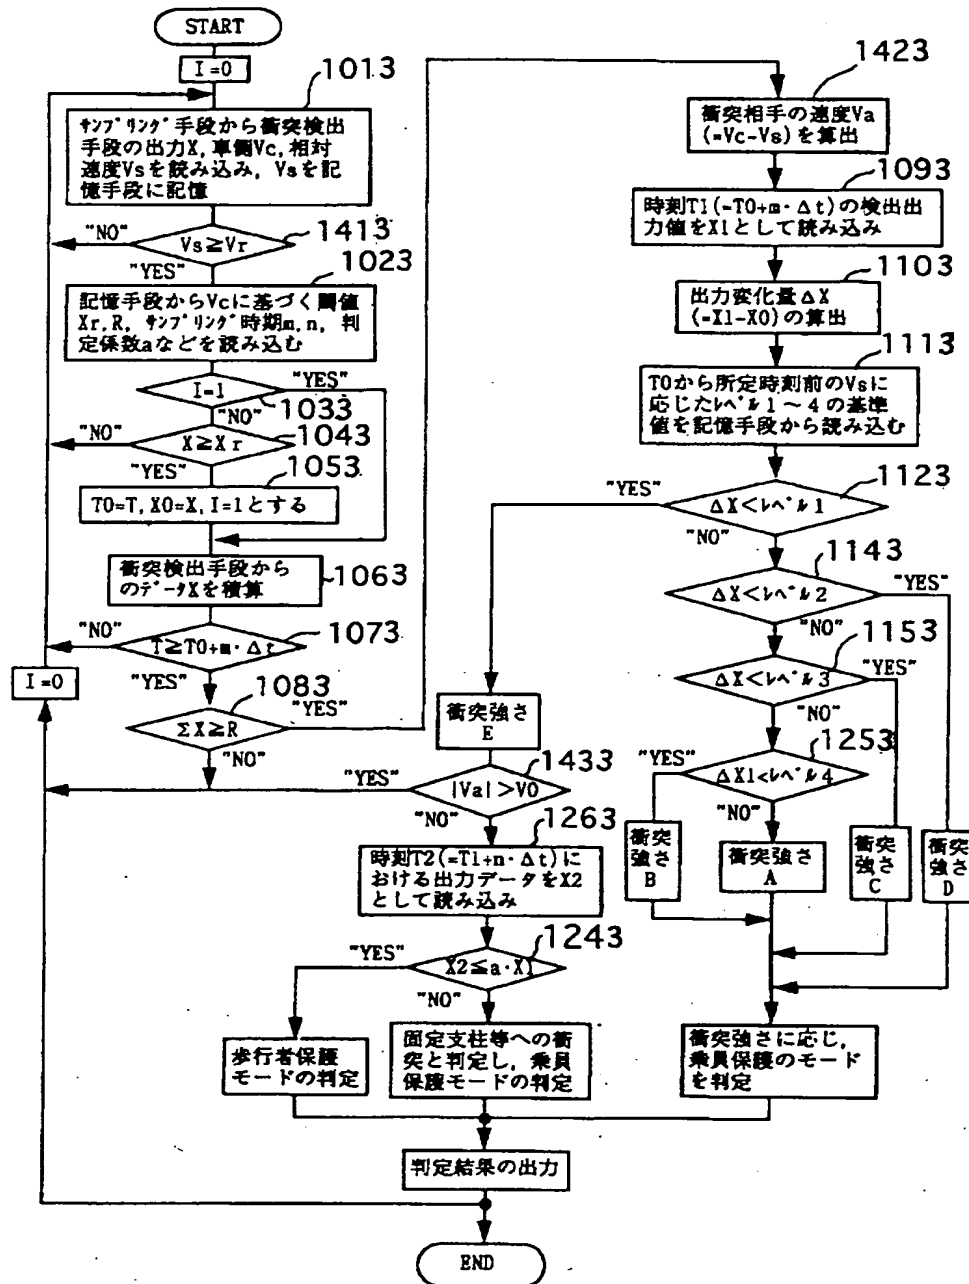 START
I=0
1013
サンプリング手段から衝突検出
手段の出力X,車側Vc,相対
速度Vsを読み込み,Vsを記
憶手段に記憶
1413
"NO"
Vs≧Vr
"YES"
1023
記憶手段からVcに基づく閾値
Xr,R,サンプリング時期m,n,判
定係数aなどを読み込む
I=1
"YES"
1033
"NO"
1043
"NO"
X≧Xr
"YES"
1053
T0=T,X0=X,I=1とする
衝突検出手段から
のデータXを積算
1063
1073
"NO"
T≧T0+m・Δt
I=0
"YES"
1083
ΣX≧R
"YES"
"NO"
1423
衝突相手の速度Va
(=Vc-Vs)を算出
1093
時刻T1(=T0+m・Δt)の検出出
力値をX1として読み込み
1103
出力変化量ΔX
(=X1-X0)の算出
1113
T0から所定時刻前のVsに
応じたレベル1~4の基準
値を記憶手段から読み込む
1123
"YES"
ΔX<レベル1
"NO"
1143
ΔX<レベル2
"YES"
"NO"
1153
ΔX<レベル3
"YES"
"NO"
1253
"YES"
ΔX1<レベル4
"NO"
衝突
強さ
B
衝突強さ
A
衝突
強さ
C
衝突
強さ
D
衝突強さ
E
1433
"YES"
|Va|>V0
"NO"
1263
時刻T2(=T1+n・Δt)に
おける出力データをX2
として読み込み
1243
"YES"
X2≦a・X1
"NO"
歩行者保護
モードの判定
固定支柱等への衝
突と判定し,乗員
保護モードの判定
衝突強さに応じ,
乗員保護のモード
を判定
判定結果の出力
END